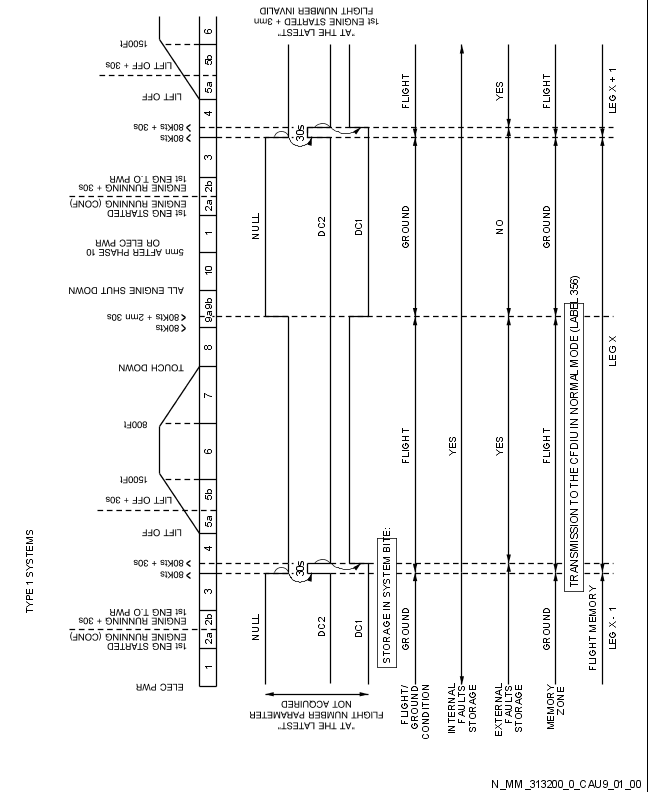 TYPE 1 SYSTEMS
ELEC PWR
1st ENG STARTED
ENGINE RUNNING (CONF)
ENGINE RUNNING + 30s
1st ENG T.O PWR
80Kts
80Kts + 30s
LIFT OFF
LIFT OFF + 30s
1500Ft
800Ft
TOUCH DOWN
80Kts
80Kts + 2mn 30s
ALL ENGINE SHUT DOWN
5mn AFTER PHASE 10
OR ELEC PWR
1st ENG STARTED
ENGINE RUNNING (CONF)
ENGINE RUNNING + 30s
1st ENG T.O PWR
80Kts
80Kts + 30s
LIFT OFF
LIFT OFF + 30s
1500Ft
1 2a 2b 3 4 5a 5b 6 7 8 9a 9b 10 1 2a 2b 3 4 5a 5b 6
"AT THE LATEST"
FLIGHT NUMBER PARAMETER
NOT ACQUIRED
"AT THE LATEST"
1st ENGINE STARTED + 3mn
FLIGHT NUMBER INVALID
NULL
30s
NULL
30s
DC2
DC2
DC1
DC1
STORAGE IN SYSTEM BITE:
FLIGHT/
GROUND
CONDITION
GROUND
FLIGHT
GROUND
FLIGHT
INTERNAL
FAULTS
STORAGE
YES
EXTERNAL
FAULTS
STORAGE
YES
NO
YES
MEMORY
ZONE
GROUND
FLIGHT
GROUND
FLIGHT
TRANSMISSION TO THE CFDIU IN NORMAL MODE (LABEL 356)
FLIGHT MEMORY
LEG X - 1
LEG X
LEG X + 1
N_MM_313200_0_CAU9_01_00